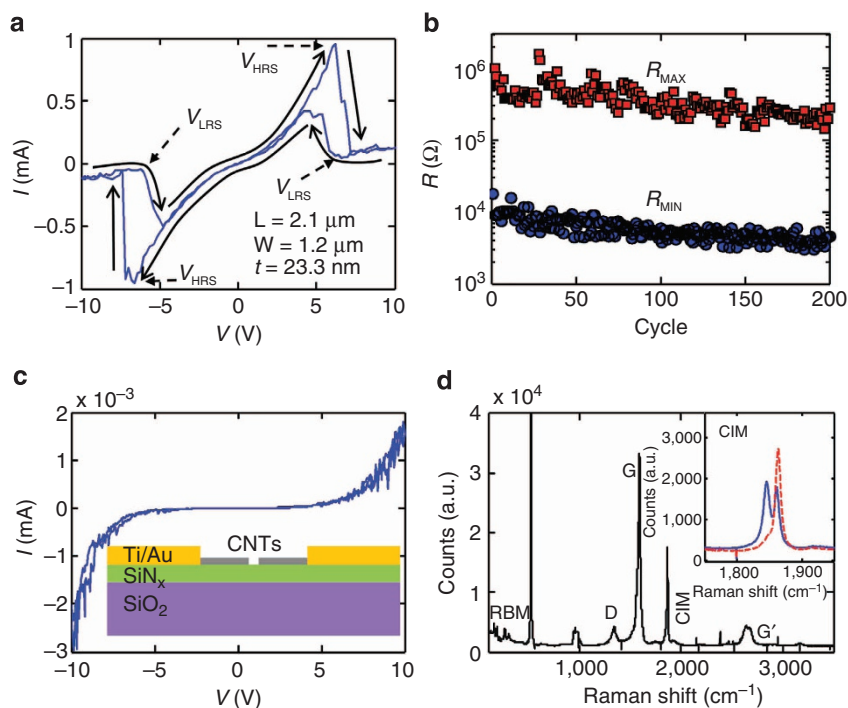 a
1
0.5
0
−0.5
−1
I (mA)
V_HRS
V_LRS
V_LRS
L = 2.1 μm
W = 1.2 μm
t = 23.3 nm
V_HRS
−10
−5
0
5
10
V (V)
b
10^6
10^5
10^4
10^3
R (Ω)
R_MAX
R_MIN
0
50
100
150
200
Cycle
c
x 10^−3
2
1
0
−1
−2
−3
I (mA)
CNTs
Ti/Au
SiN_x
SiO_2
−10
−5
0
5
10
V (V)
d
x 10^4
4
3
2
1
0
Counts (a.u.)
RBM
D
G
CIM
G′
CIM
3,000
2,000
1,000
0
Counts (a.u.)
1,800
1,900
Raman shift (cm^−1)
1,000
2,000
3,000
Raman shift (cm^−1)